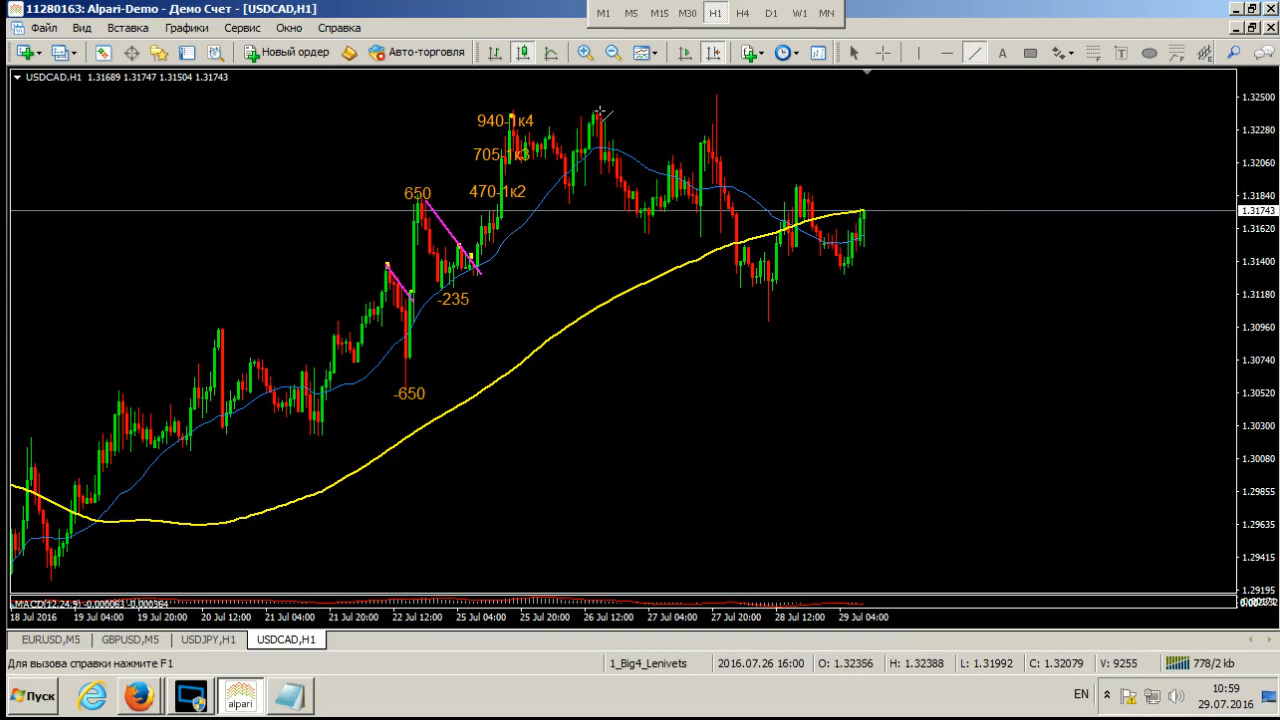 11280163: Alpari-Demo - Демо Счет - [USDCAD,H1]
M1 M5 M15 M30 H1 H4 D1 W1 MN
Файл Вид Вставка Графики Сервис Окно Справка
Новый ордер Авто-торговля
USDCAD,H1 1.31689 1.31747 1.31504 1.31743
940-1к4
705-1к3
650
470-1к2
-235
-650
1.32500
1.32280
1.32060
1.31840
1.31743
1.31620
1.31400
1.31180
1.30960
1.30740
1.30520
1.30300
1.30080
1.29855
1.29635
1.29415
1.29195
MACD(12,24,9) -0.000063 -0.000364
18 Jul 2016 19 Jul 04:00 19 Jul 20:00 20 Jul 12:00 21 Jul 04:00 21 Jul 20:00 22 Jul 12:00 25 Jul 04:00 25 Jul 20:00 26 Jul 12:00 27 Jul 04:00 27 Jul 20:00 28 Jul 12:00 29 Jul 04:00
EURUSD,M5 GBPUSD,M5 USDJPY,H1 USDCAD,H1
Для вызова справки нажмите F1 1_Big4_Lenivets 2016.07.26 16:00 O: 1.32356 H: 1.32388 L: 1.31992 C: 1.32079 V: 9255 778/2 kb
Пуск alpari EN 10:59
29.07.2016